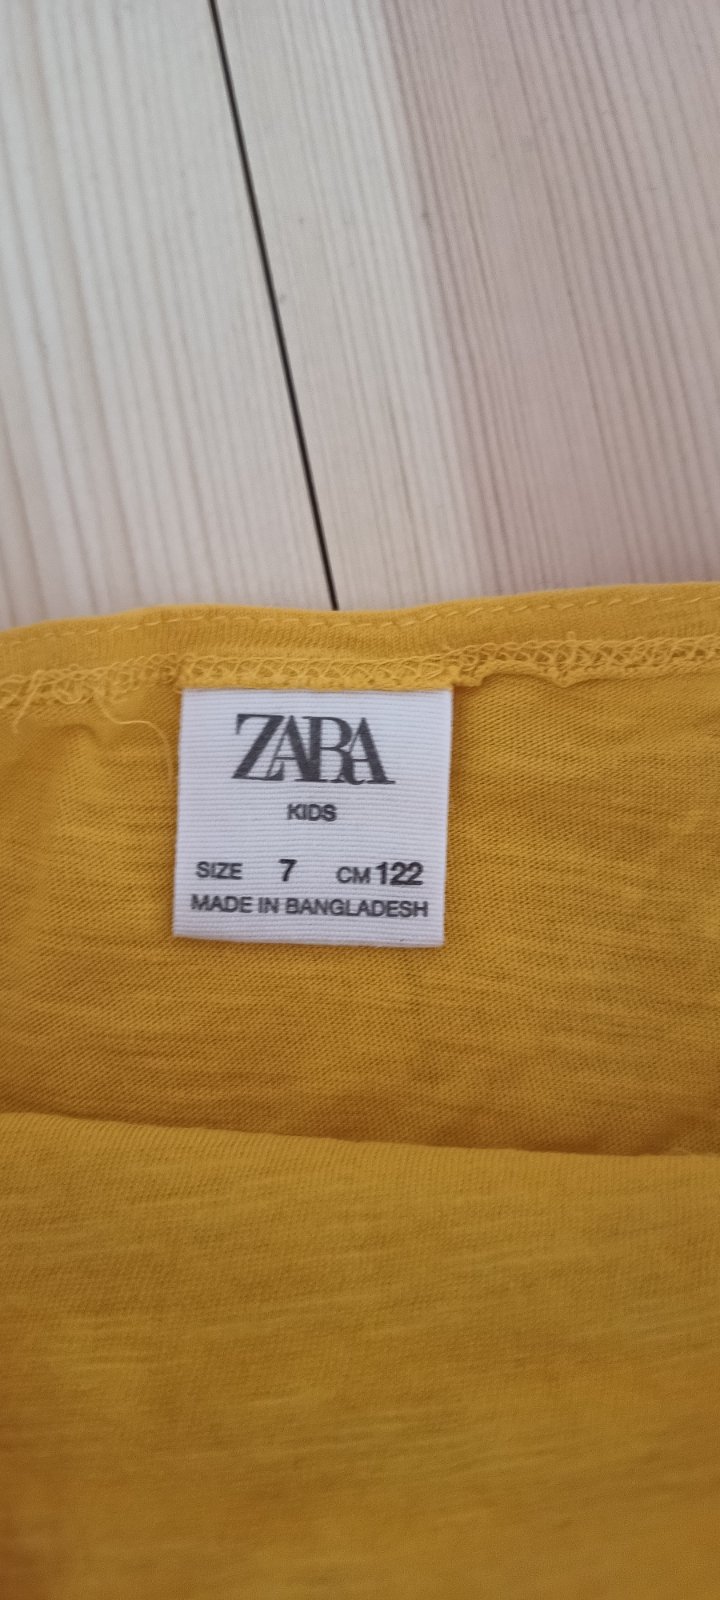 ZARA
KIDS
SIZE 7 CM 122
MADE IN BANGLADESH